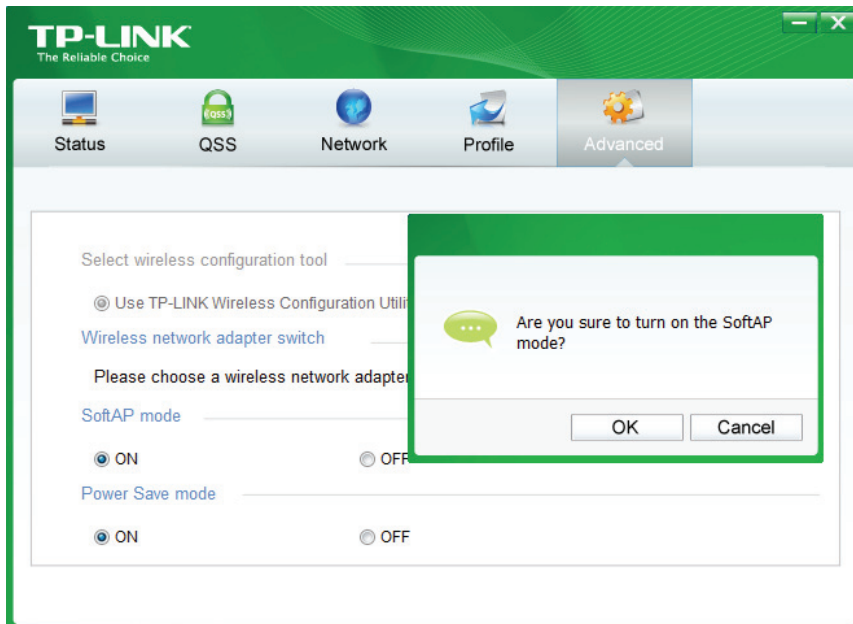 TP-LINK
The Reliable Choice
Status
QSS
QSS
Network
Profile
Advanced
Select wireless configuration tool
Use TP-LINK Wireless Configuration
Wireless network adapter switch
Please choose a wireless network adapter
SoftAP mode
ON
OFF
Power Save mode
ON
OFF
Are you sure to turn on the SoftAP
mode?
OK
Cancel